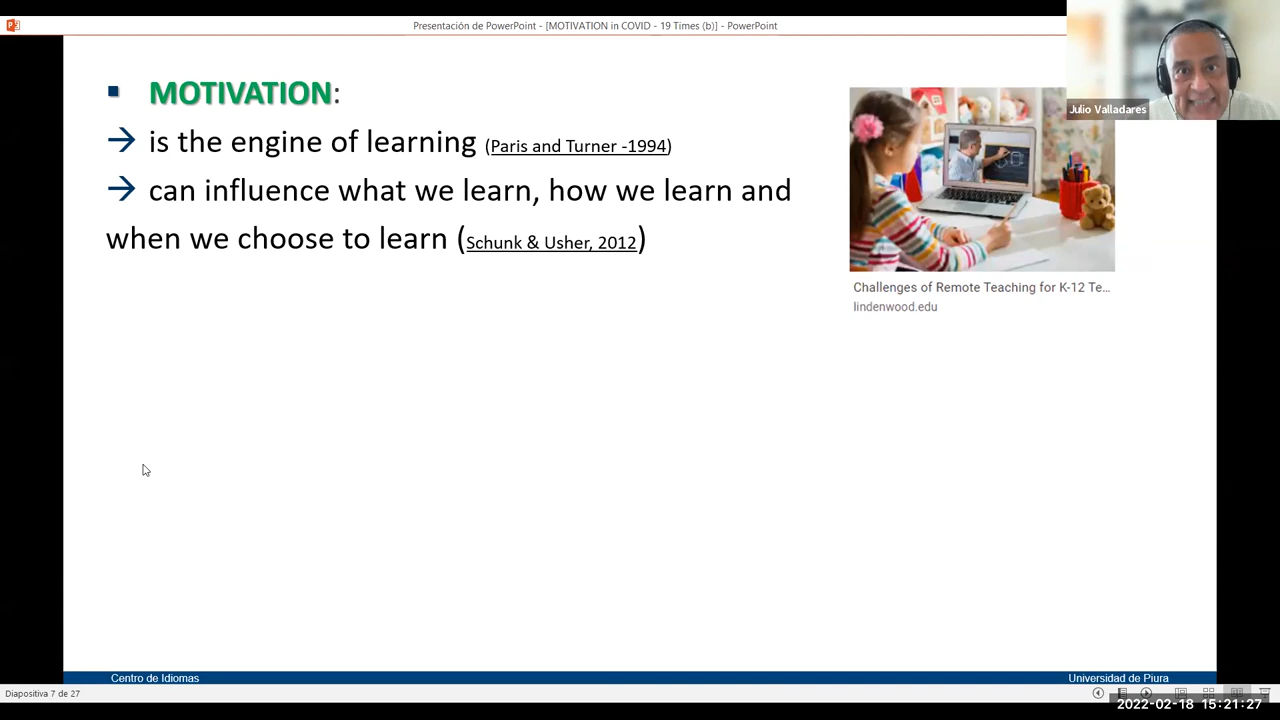 Presentación de PowerPoint - [MOTIVATION in COVID - 19 Times (b)] - PowerPoint
Julio Valladares
▪ MOTIVATION:
→ is the engine of learning (Paris and Turner -1994)
→ can influence what we learn, how we learn and
when we choose to learn (Schunk & Usher, 2012)
Challenges of Remote Teaching for K-12 Te...
lindenwood.edu
Centro de Idiomas
Universidad de Piura
Diapositiva 7 de 27
2022-02-18 15:21:27